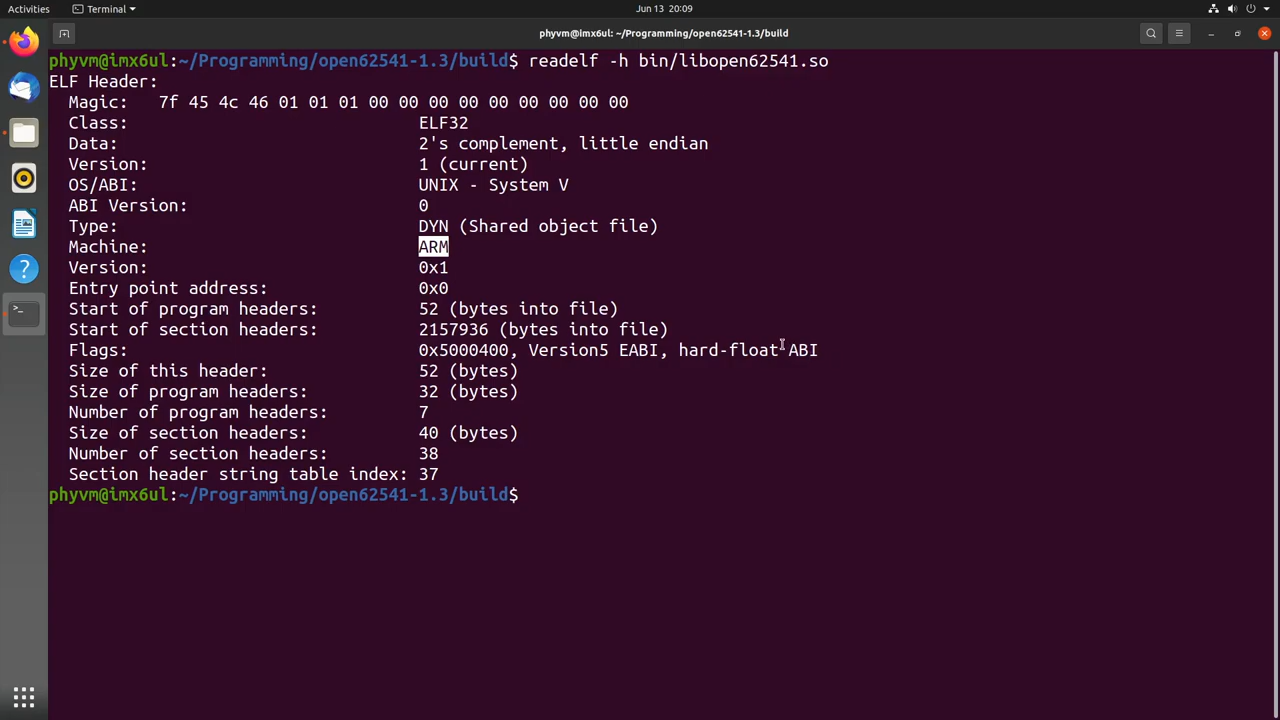 Activities Terminal Jun 13 20:09
phyvm@imx6ul: ~/Programming/open62541-1.3/build
phyvm@imx6ul:~/Programming/open62541-1.3/build$ readelf -h bin/libopen62541.so
ELF Header:
  Magic:   7f 45 4c 46 01 01 01 00 00 00 00 00 00 00 00 00
  Class:                             ELF32
  Data:                              2's complement, little endian
  Version:                           1 (current)
  OS/ABI:                            UNIX - System V
  ABI Version:                       0
  Type:                              DYN (Shared object file)
  Machine:                           ARM
  Version:                           0x1
  Entry point address:               0x0
  Start of program headers:          52 (bytes into file)
  Start of section headers:          2157936 (bytes into file)
  Flags:                             0x5000400, Version5 EABI, hard-float ABI
  Size of this header:               52 (bytes)
  Size of program headers:           32 (bytes)
  Number of program headers:         7
  Size of section headers:           40 (bytes)
  Number of section headers:         38
  Section header string table index: 37
phyvm@imx6ul:~/Programming/open62541-1.3/build$